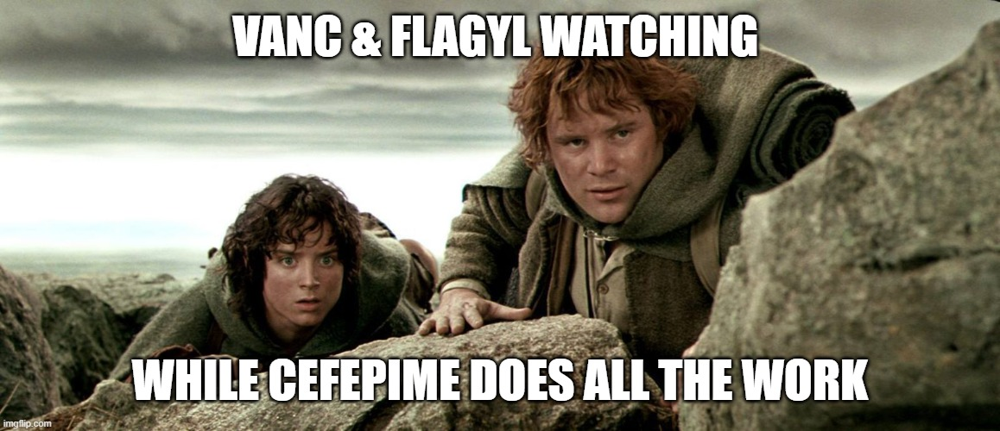 VANC & FLAGYL WATCHING
WHILE CEFEPIME DOES ALL THE WORK
imgflip.com